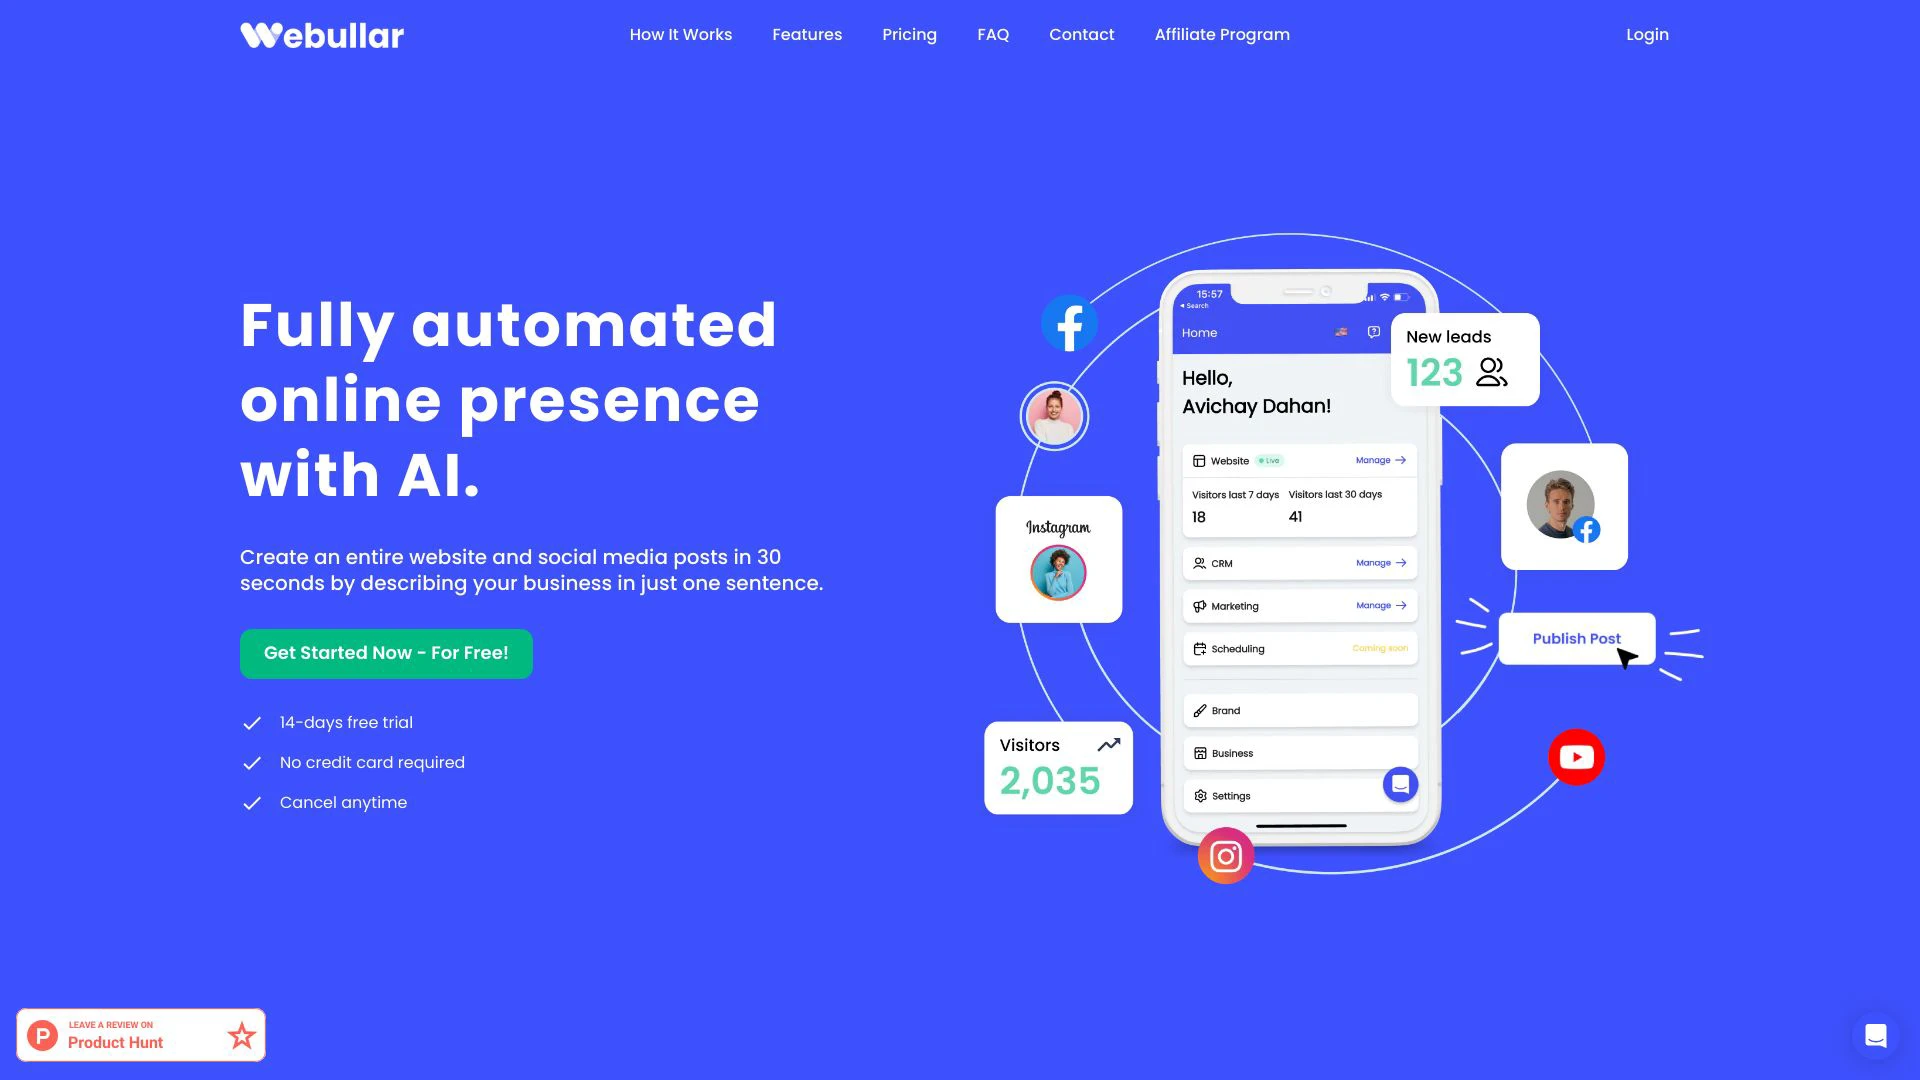 Webullar
How It Works
Features
Pricing
FAQ
Contact
Affiliate Program
Login
Fully automated
online presence
with AI.
Create an entire website and social media posts in 30
seconds by describing your business in just one sentence.
Get Started Now - For Free!
14-days free trial
No credit card required
Cancel anytime
15:57
Search
Home
Hello,
Avichay Dahan!
Website
Live
Manage
Visitors last 7 days
Visitors last 30 days
18
41
CRM
Manage
Marketing
Manage
Scheduling
Coming soon
Brand
Business
Settings
New leads
123
Instagram
Publish Post
Visitors
2,035
P
LEAVE A REVIEW ON
Product Hunt